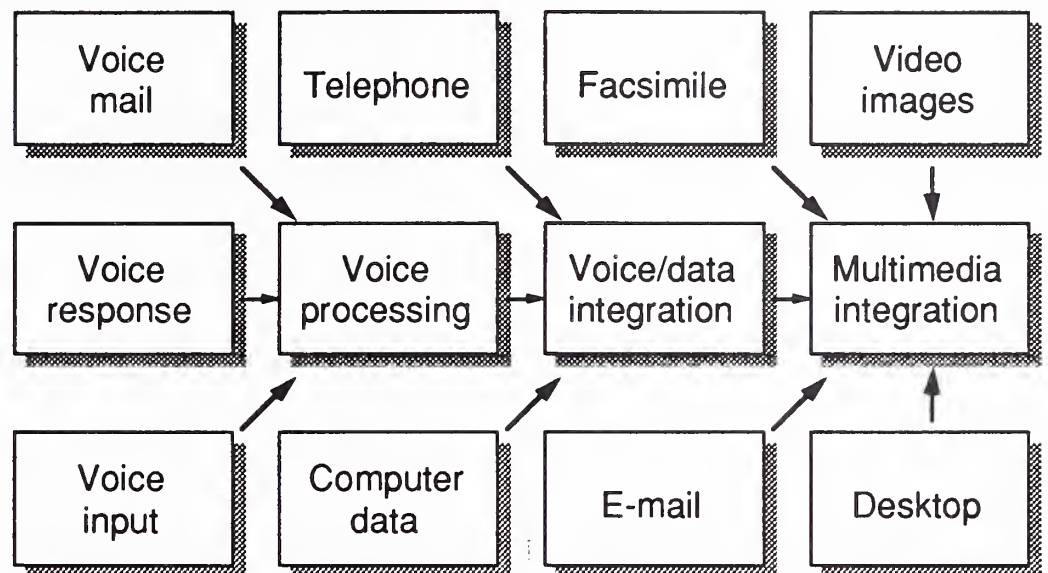 Voice
mail
Telephone
Facsimile
Video
images
Voice
response
Voice
processing
Voice/data
integration
Multimedia
integration
Voice
input
Computer
data
E-mail
Desktop